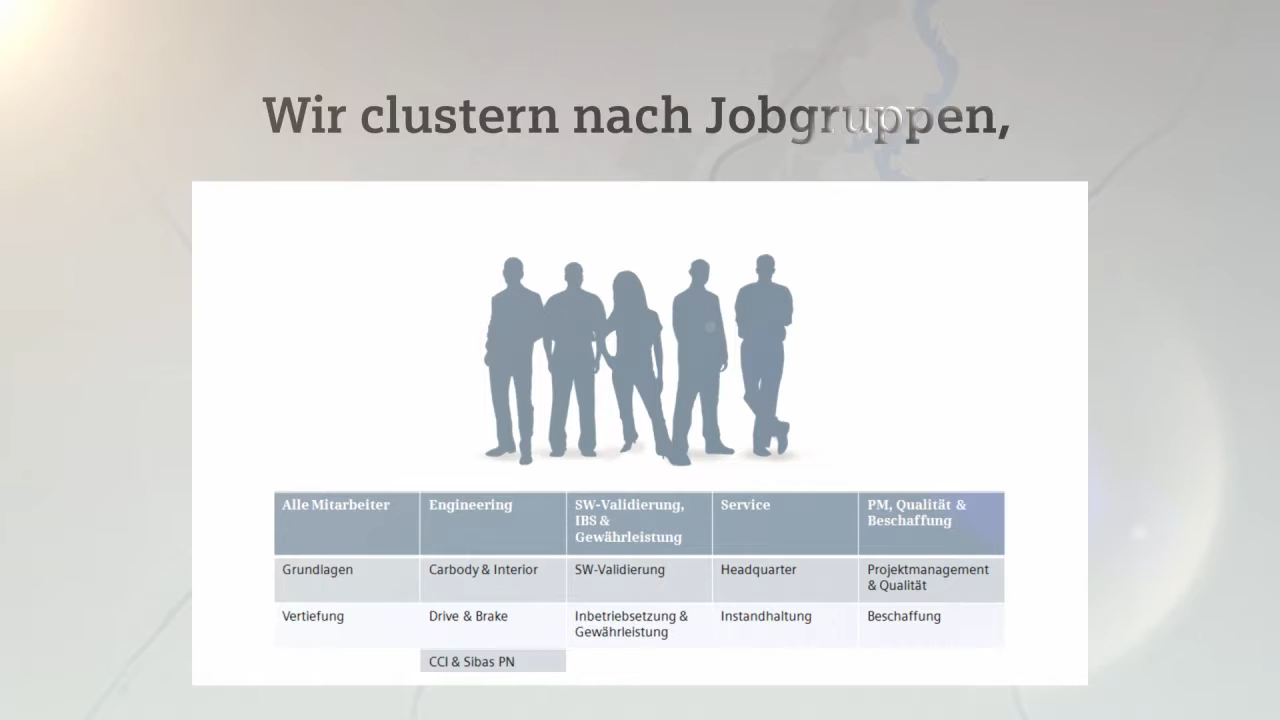 Wir clustern nach Jobgruppen,
Alle Mitarbeiter
Engineering
SW-Validierung,
IBS &
Gewährleistung
Service
PM, Qualität &
Beschaffung
Grundlagen
Carbody & Interior
SW-Validierung
Headquarter
Projektmanagement
& Qualität
Vertiefung
Drive & Brake
Inbetriebsetzung &
Gewährleistung
Instandhaltung
Beschaffung
CCI & Sibas PN